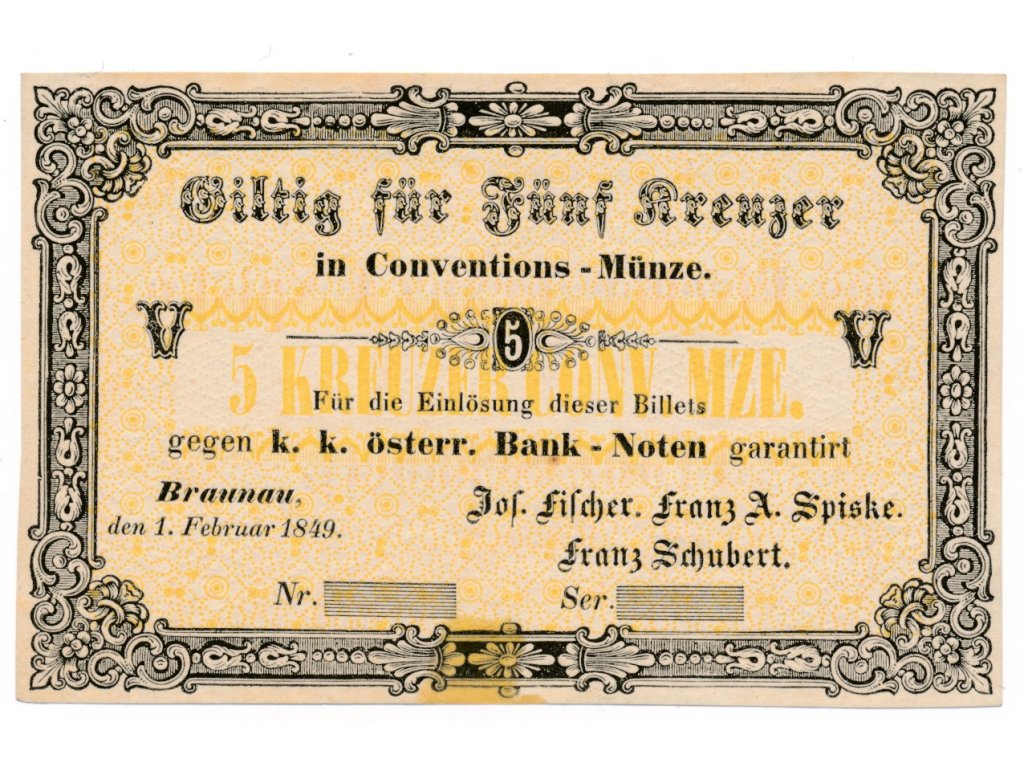 Giltig für Fünf Kreuzer
in Conventions - Münze.
V 5 V
5 KREUZER CONV. MZE.
Für die Einlösung dieser Billets
gegen k. k. österr. Bank - Noten garantirt
Braunau,
den 1. Februar 1849.
Jos. Fischer. Franz A. Spiske.
Franz Schubert.
Nr. Ser.